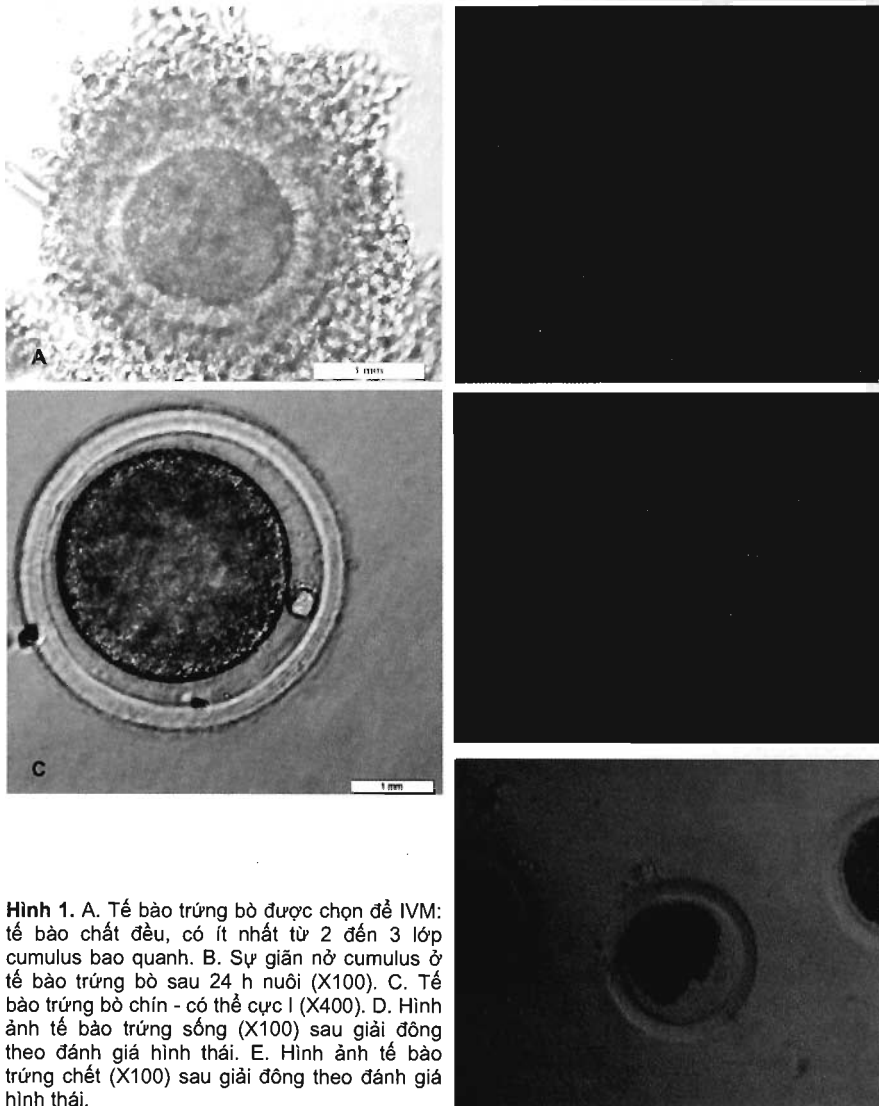 A
1 mm
C
1 mm
Hình 1. A. Tế bào trứng bò được chọn để IVM:
tế bào chất đều, có ít nhất từ 2 đến 3 lớp
cumulus bao quanh. B. Sự giãn nở cumulus ở
tế bào trứng bò sau 24 h nuôi (X100). C. Tế
bào trứng bò chín - có thể cực I (X400). D. Hình
ảnh tế bào trứng sống (X100) sau giải đông
theo đánh giá hình thái. E. Hình ảnh tế bào
trứng chết (X100) sau giải đông theo đánh giá
hình thái.